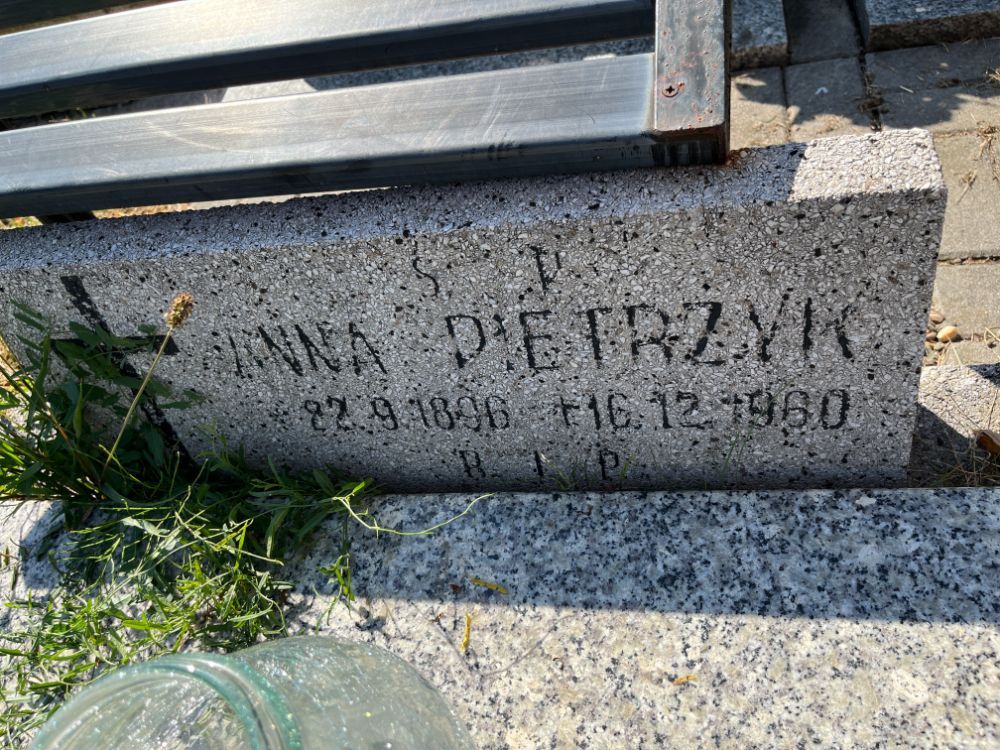 S P
ANNA PIETRZYK
* 22.9.1896 †16.12.1960
R I P